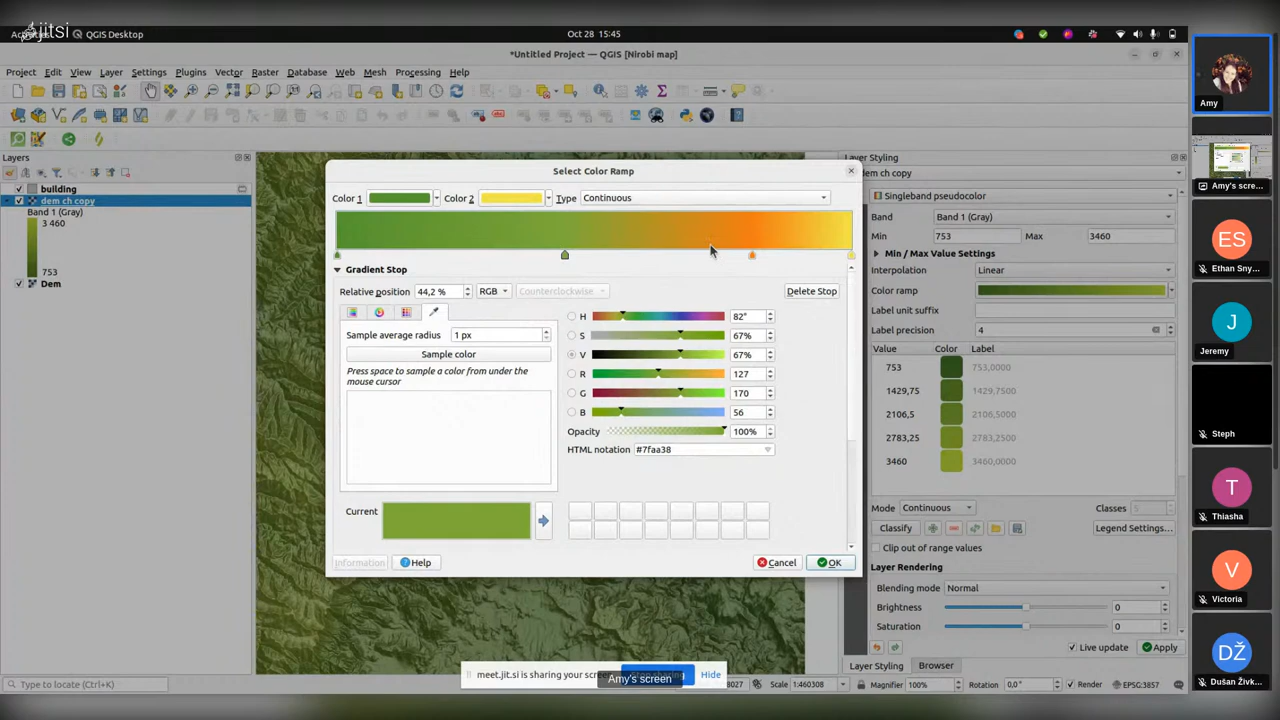 jitsi
QGIS Desktop
Oct 28 15:45
*Untitled Project — QGIS [Nirobi map]
Project Edit View Layer Settings Plugins Vector Raster Database Web Mesh Processing Help
Layers
building
dem ch copy
Band 1 (Gray)
3 460
753
Dem
Select Color Ramp
Color 1 Color 2 Type Continuous
Gradient Stop
Relative position 44,2 % RGB Counterclockwise Delete Stop
Sample average radius 1 px
Sample color
Press space to sample a color from under the
mouse cursor
H 82°
S 67%
V 67%
R 127
G 170
B 56
Opacity 100%
HTML notation #7faa38
Current
Information Help Cancel OK
Layer Styling
dem ch copy
Singleband pseudocolor
Band Band 1 (Gray)
Min 753 Max 3460
Min / Max Value Settings
Interpolation Linear
Color ramp
Label unit suffix
Label precision 4
Value Color Label
753 753,0000
1429,75 1429,7500
2106,5 2106,5000
2783,25 2783,2500
3460 3460,0000
Mode Continuous Classes 5
Classify Legend Settings...
Clip out of range values
Layer Rendering
Blending mode Normal
Brightness 0
Saturation 0
Live update Apply
Layer Styling Browser
meet.jit.si is sharing your
Hide
Amy's screen
Type to locate (Ctrl+K)
8027 Scale 1:460308 Magnifier 100% Rotation 0,0° Render EPSG:3857
Amy
Amy's scre...
ES
Ethan Sny...
J
Jeremy
Steph
T
Thiasha
V
Victoria
DŽ
Dušan Živk...